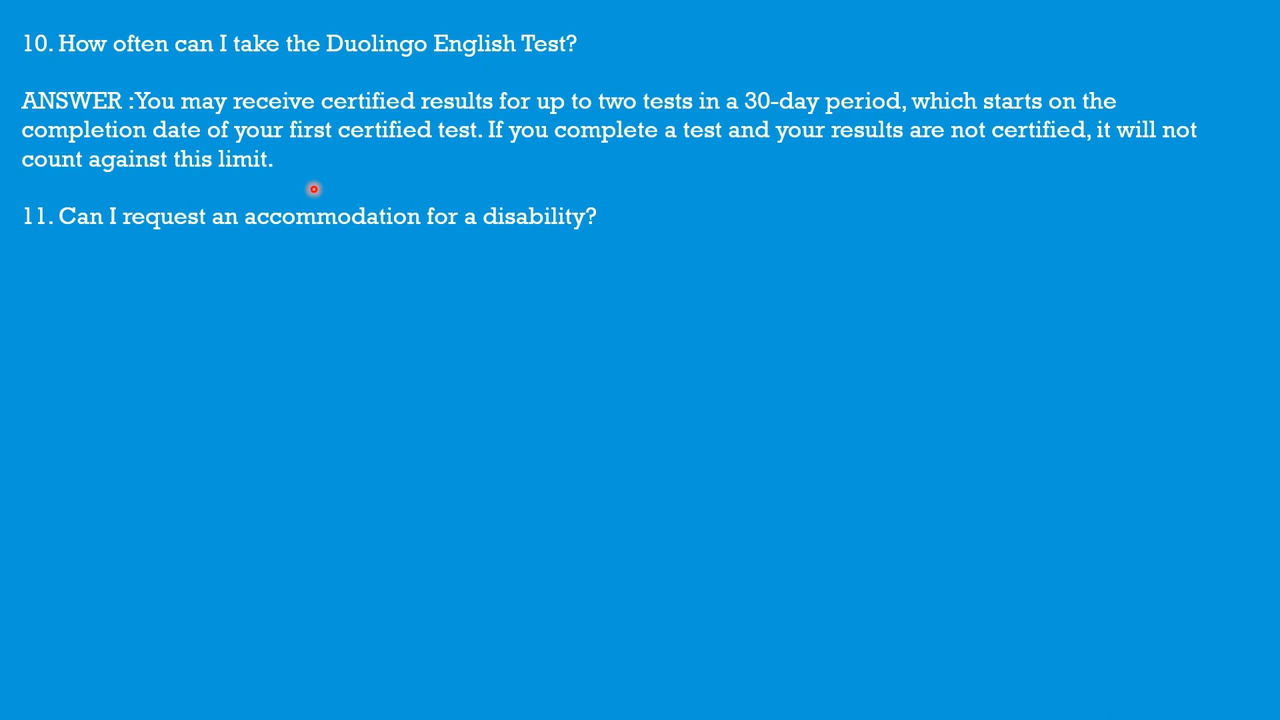 10. How often can I take the Duolingo English Test?
ANSWER :You may receive certified results for up to two tests in a 30-day period, which starts on the
completion date of your first certified test. If you complete a test and your results are not certified, it will not
count against this limit.
11. Can I request an accommodation for a disability?